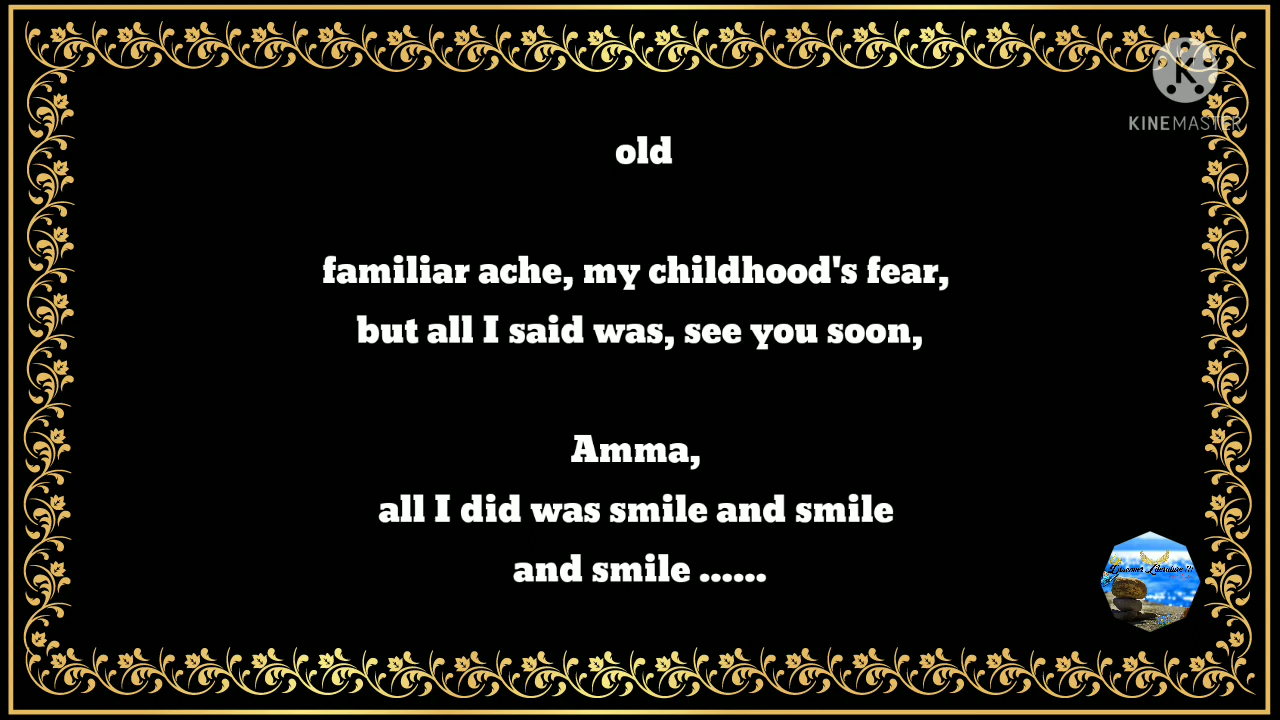 KINEMASTER
old
familiar ache, my childhood's fear,
but all I said was, see you soon,
Amma,
all I did was smile and smile
and smile ......